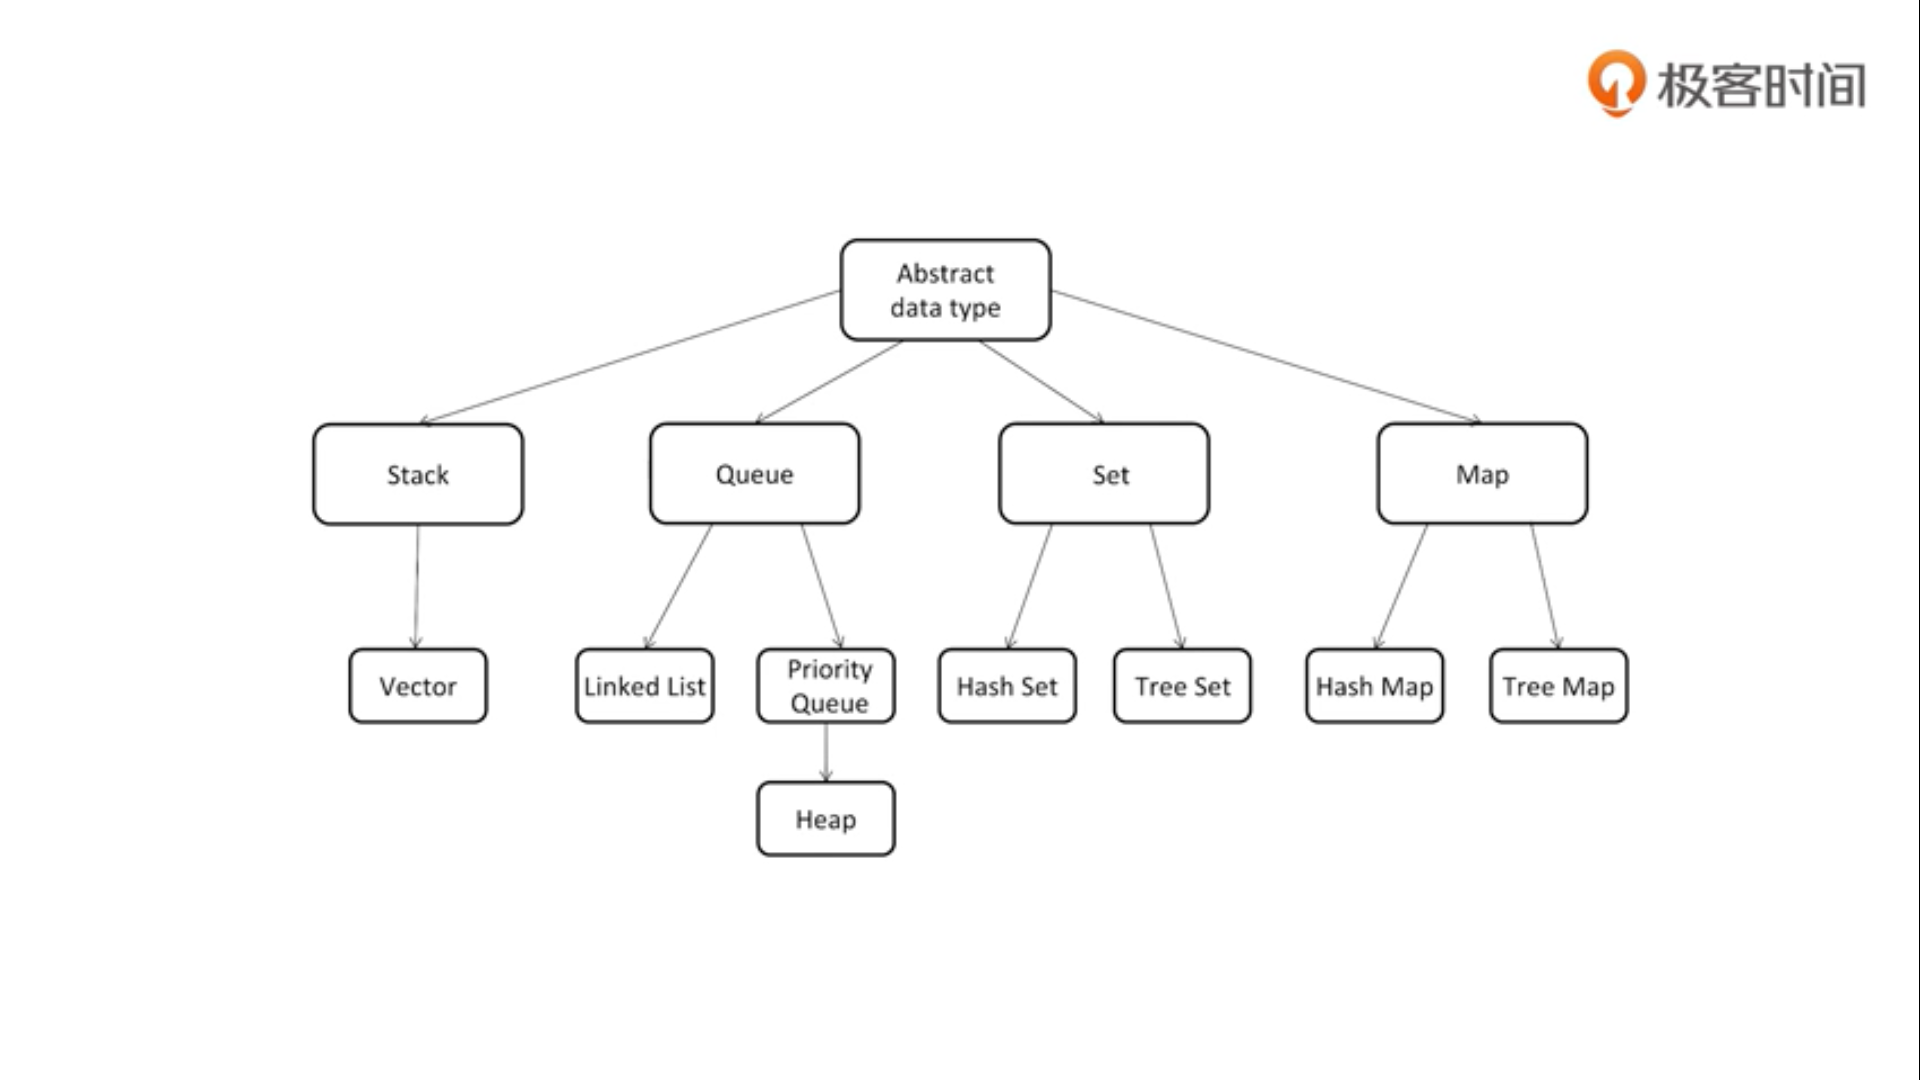 极客时间
Abstract
data type
Stack
Queue
Set
Map
Vector
Linked List
Priority
Queue
Hash Set
Tree Set
Hash Map
Tree Map
Heap